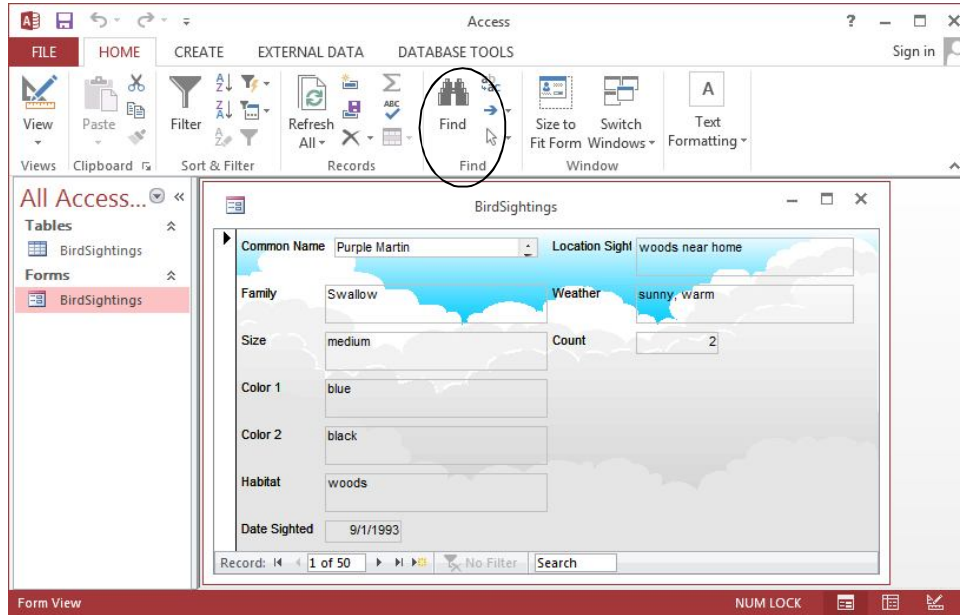 Access
FILE HOME CREATE EXTERNAL DATA DATABASE TOOLS Sign in
View Paste Filter Refresh All Find Size to Fit Form Switch Windows Text Formatting
Views Clipboard Sort & Filter Records Find Window
All Access...
Tables
BirdSightings
Forms
BirdSightings
BirdSightings
Common Name Purple Martin Location Sight woods near home
Family Swallow Weather sunny, warm
Size medium Count 2
Color 1 blue
Color 2 black
Habitat woods
Date Sighted 9/1/1993
Record: 1 of 50 No Filter Search
Form View NUM LOCK